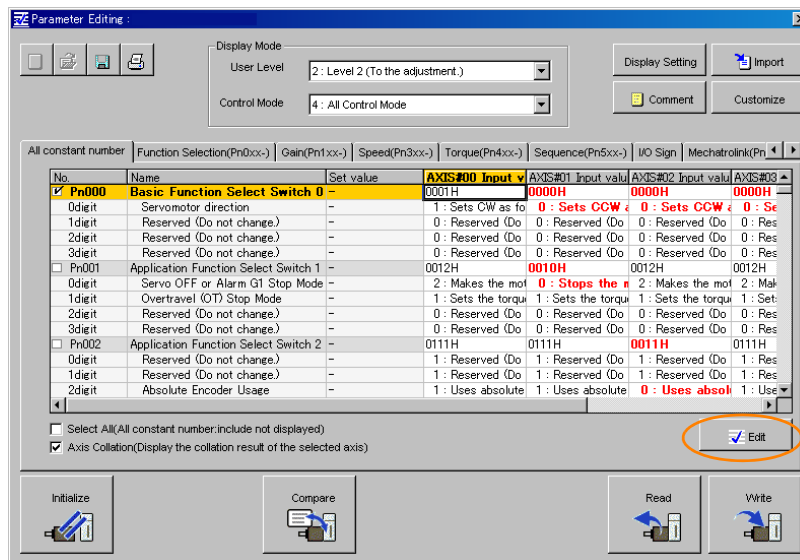 Parameter Editing :
Display Mode
User Level
2 : Level 2 (To the adjustment.)
Control Mode
4 : All Control Mode
Display Setting
Import
Comment
Customize
All constant number Function Selection(Pn0xx-) Gain(Pn1xx-) Speed(Pn3xx-) Torque(Pn4xx-) Sequence(Pn5xx-) I/O Sign Mechatrolink(Pn
No. Name Set value AXIS#00 Input v AXIS#01 Input valu AXIS#02 Input valu AXIS#03
Pn000 Basic Function Select Switch 0 – 0001H 0000H 0000H 0000H
0digit Servomotor direction – 1 : Sets CW as fo 0 : Sets CCW a 0 : Sets CCW a 0 : Se
1digit Reserved (Do not change.) – 0 : Reserved (Do 0 : Reserved (Do 0 : Reserved (Do 0 : Res
2digit Reserved (Do not change.) – 0 : Reserved (Do 0 : Reserved (Do 0 : Reserved (Do 0 : Res
3digit Reserved (Do not change.) – 0 : Reserved (Do 0 : Reserved (Do 0 : Reserved (Do 0 : Res
Pn001 Application Function Select Switch 1 – 0012H 0010H 0012H 0012H
0digit Servo OFF or Alarm G1 Stop Mode – 2 : Makes the mot 0 : Stops the m 2 : Makes the mot 2 : Mak
1digit Overtravel (OT) Stop Mode – 1 : Sets the torqu 1 : Sets the torqu 1 : Sets the torqu 1 : Set
2digit Reserved (Do not change.) – 0 : Reserved (Do 0 : Reserved (Do 0 : Reserved (Do 0 : Res
3digit Reserved (Do not change.) – 0 : Reserved (Do 0 : Reserved (Do 0 : Reserved (Do 0 : Res
Pn002 Application Function Select Switch 2 – 0111H 0111H 0011H 0111H
0digit Reserved (Do not change.) – 1 : Reserved (Do 1 : Reserved (Do 1 : Reserved (Do 1 : Res
1digit Reserved (Do not change.) – 1 : Reserved (Do 1 : Reserved (Do 1 : Reserved (Do 1 : Res
2digit Absolute Encoder Usage – 1 : Uses absolute 1 : Uses absolute 0 : Uses absol 1 : Use
Select All(All constant number:include not displayed)
Axis Collation(Display the collation result of the selected axis)
Edit
Initialize
Compare
Read
Write